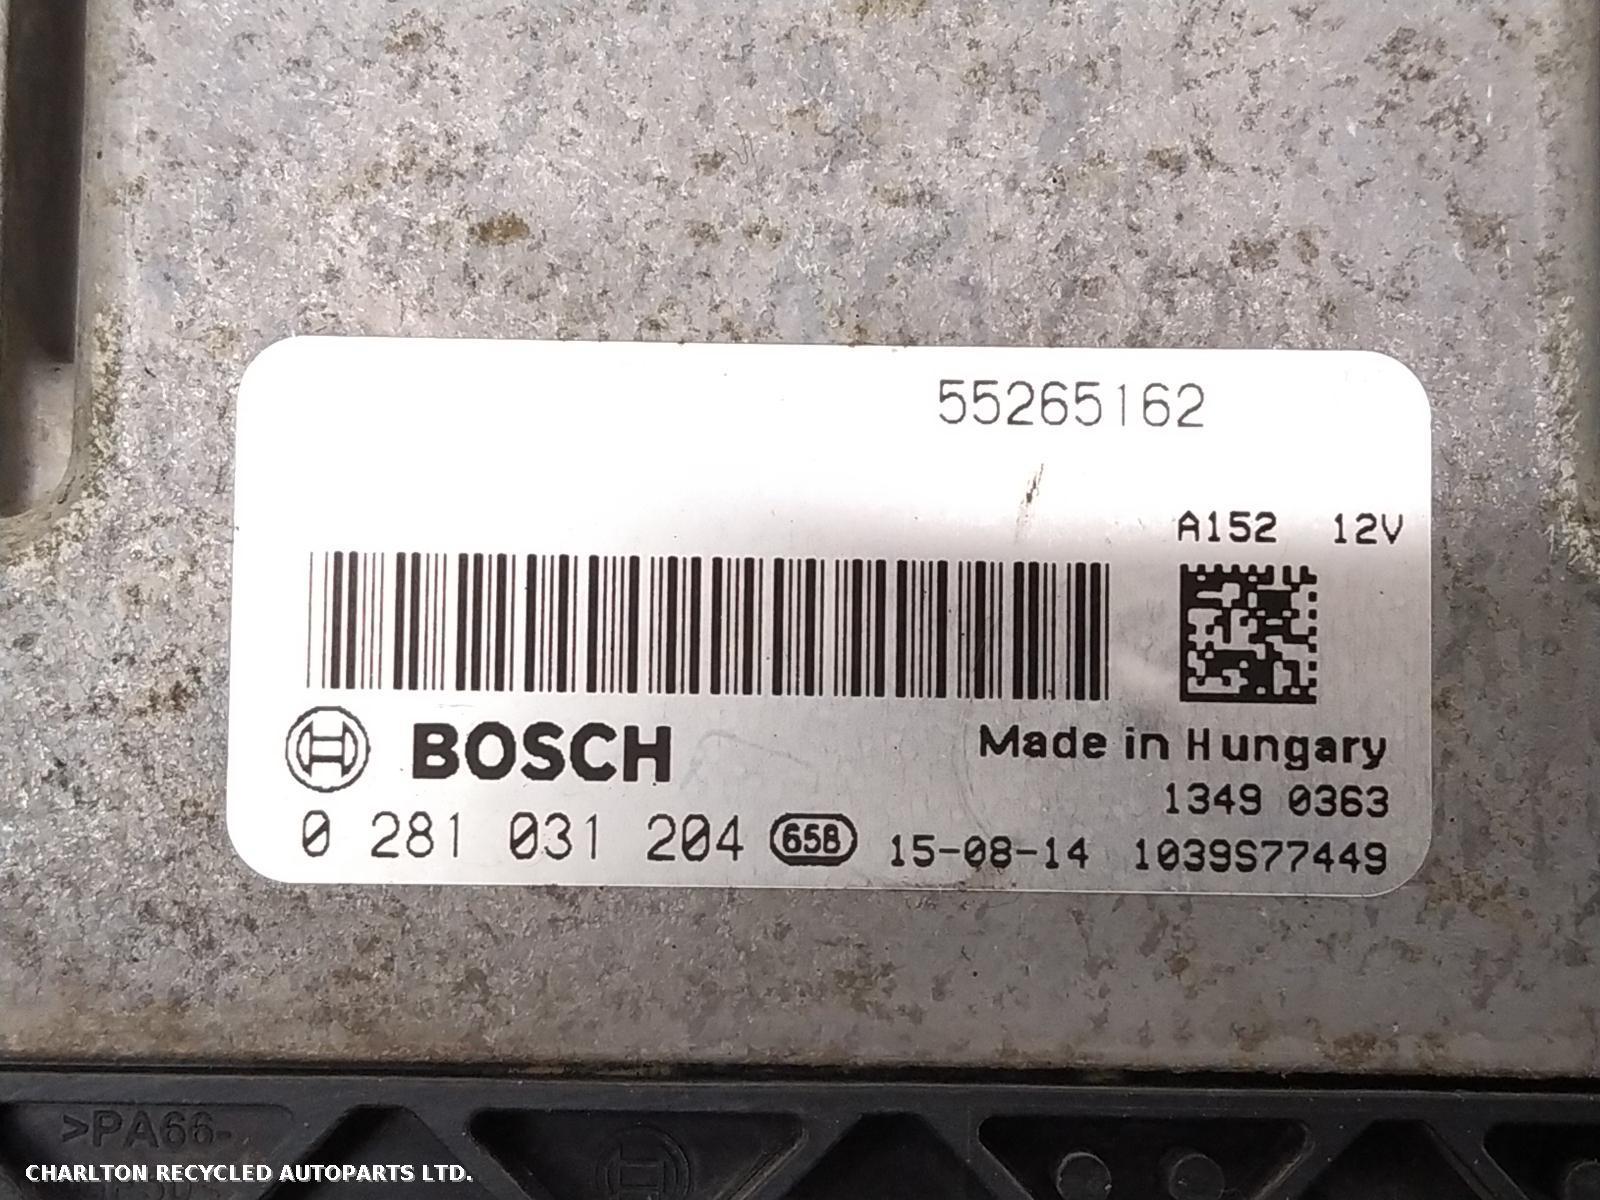 55265162
A152 12V
BOSCH
Made in Hungary
1349 0363
0 281 031 204 65B 15-08-14 1039S77449
>PA66-
CHARLTON RECYCLED AUTOPARTS LTD.